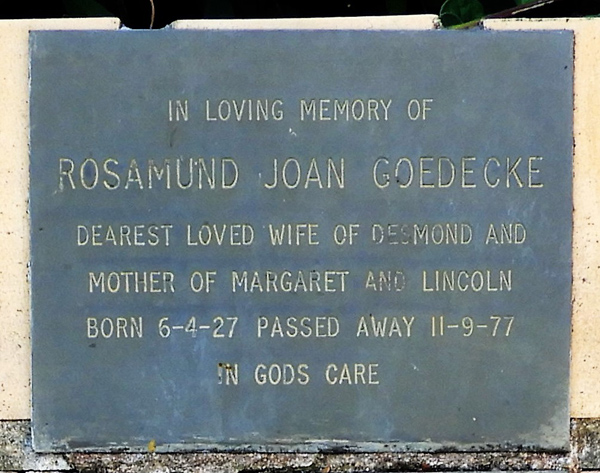 IN LOVING MEMORY OF
ROSAMUND JOAN GOEDECKE
DEAREST LOVED WIFE OF DESMOND AND
MOTHER OF MARGARET AND LINCOLN
BORN 6-4-27 PASSED AWAY 11-9-77
IN GODS CARE